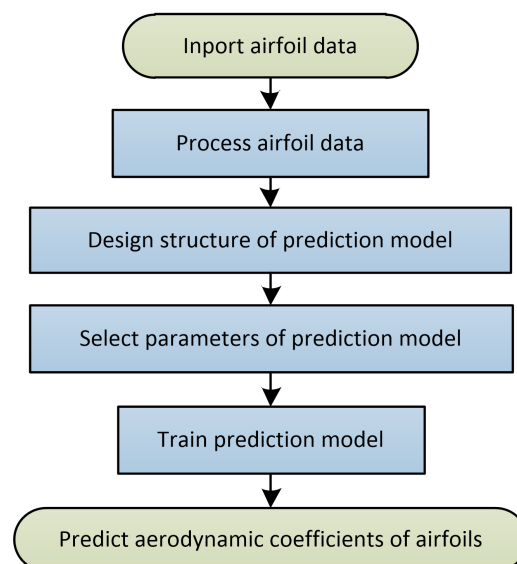 Inport airfoil data
Process airfoil data
Design structure of prediction model
Select parameters of prediction model
Train prediction model
Predict aerodynamic coefficients of airfoils